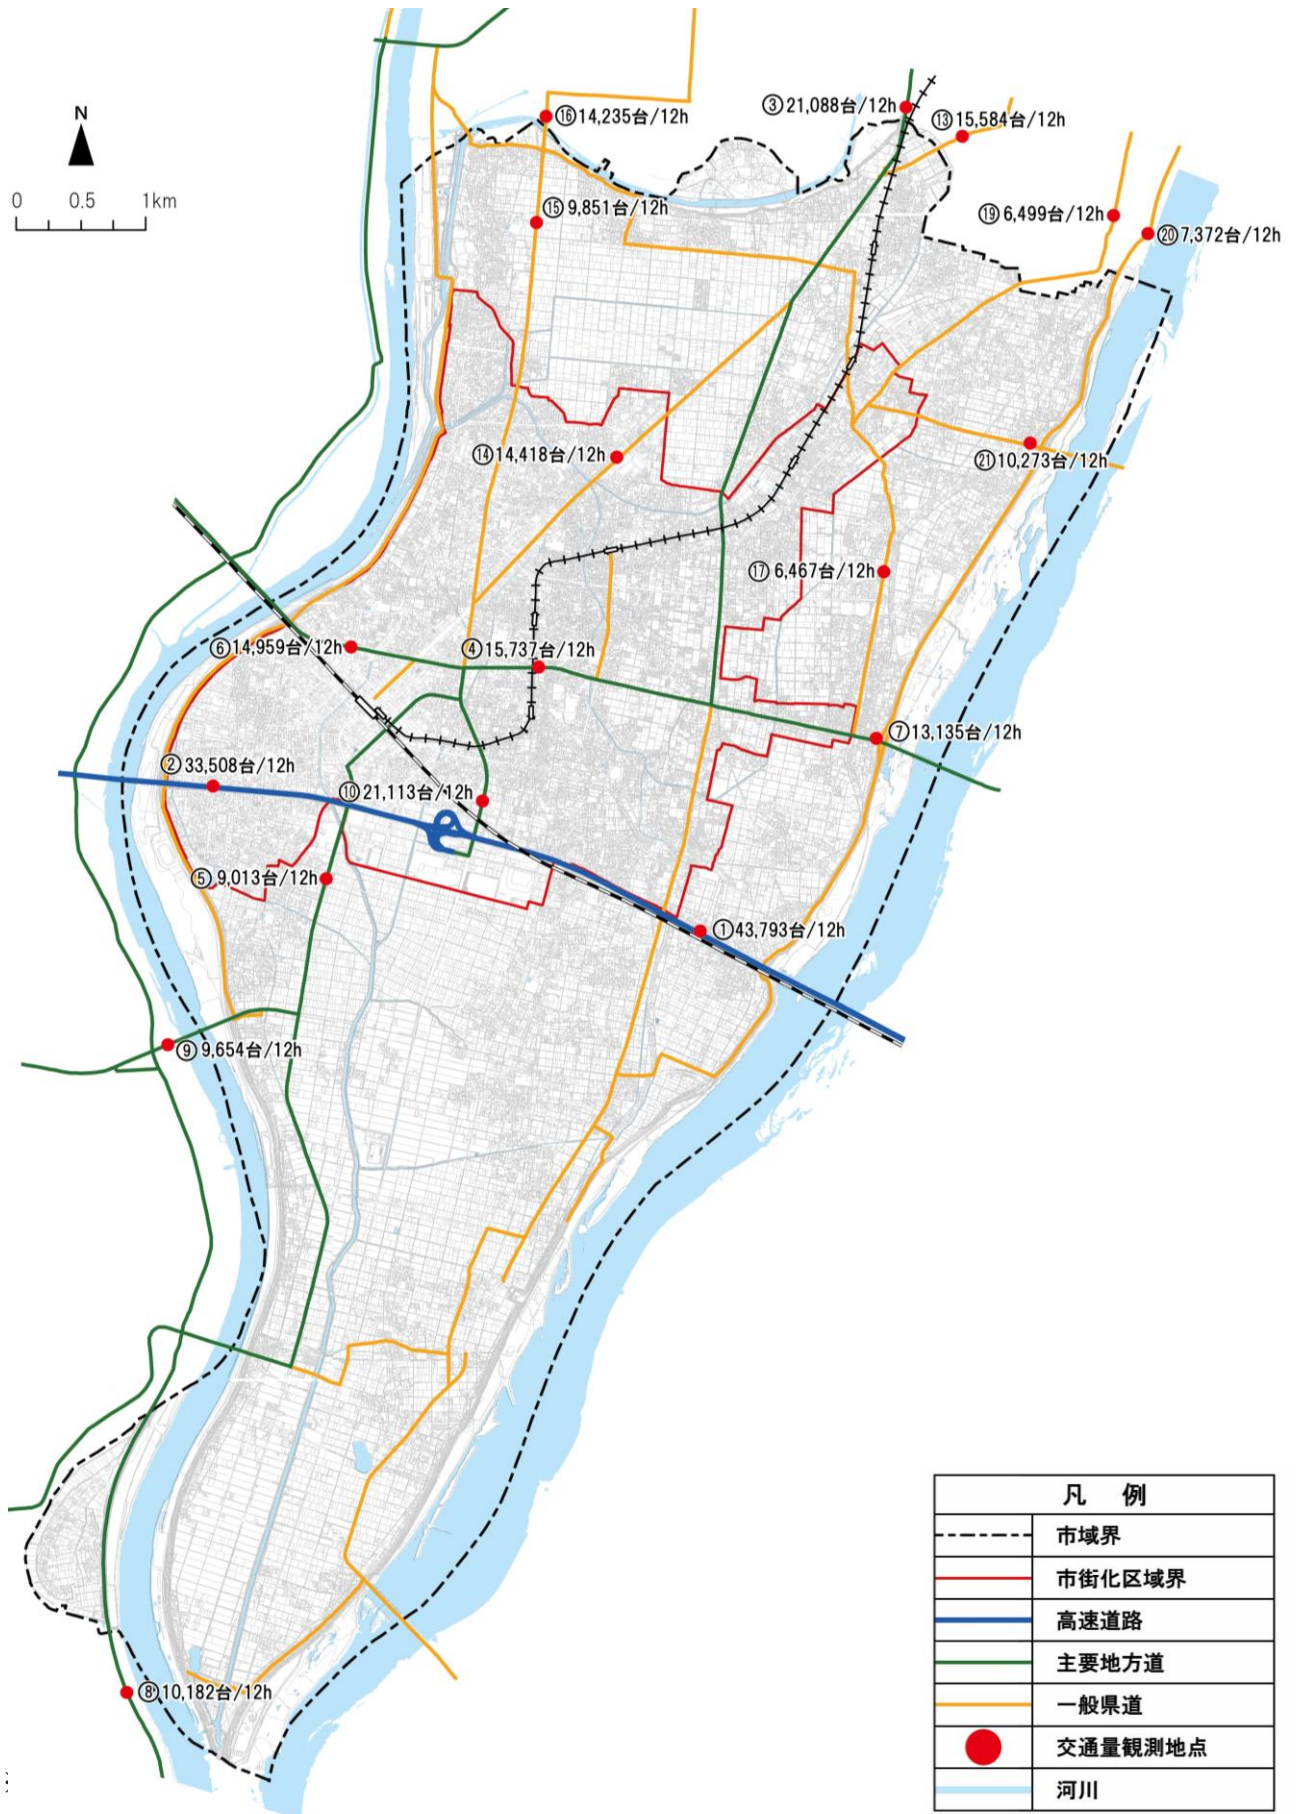 N
0 0.5 1km
⑯14,235台/12h
③21,088台/12h
⑬15,584台/12h
⑮9,851台/12h
⑲6,499台/12h
⑳7,372台/12h
⑭14,418台/12h
㉑10,273台/12h
⑰6,467台/12h
⑥14,959台/12h
④15,737台/12h
⑦13,135台/12h
②33,508台/12h
⑩21,113台/12h
⑤9,013台/12h
①43,793台/12h
⑨9,654台/12h
⑧10,182台/12h
凡 例
市域界
市街化区域界
高速道路
主要地方道
一般県道
交通量観測地点
河川